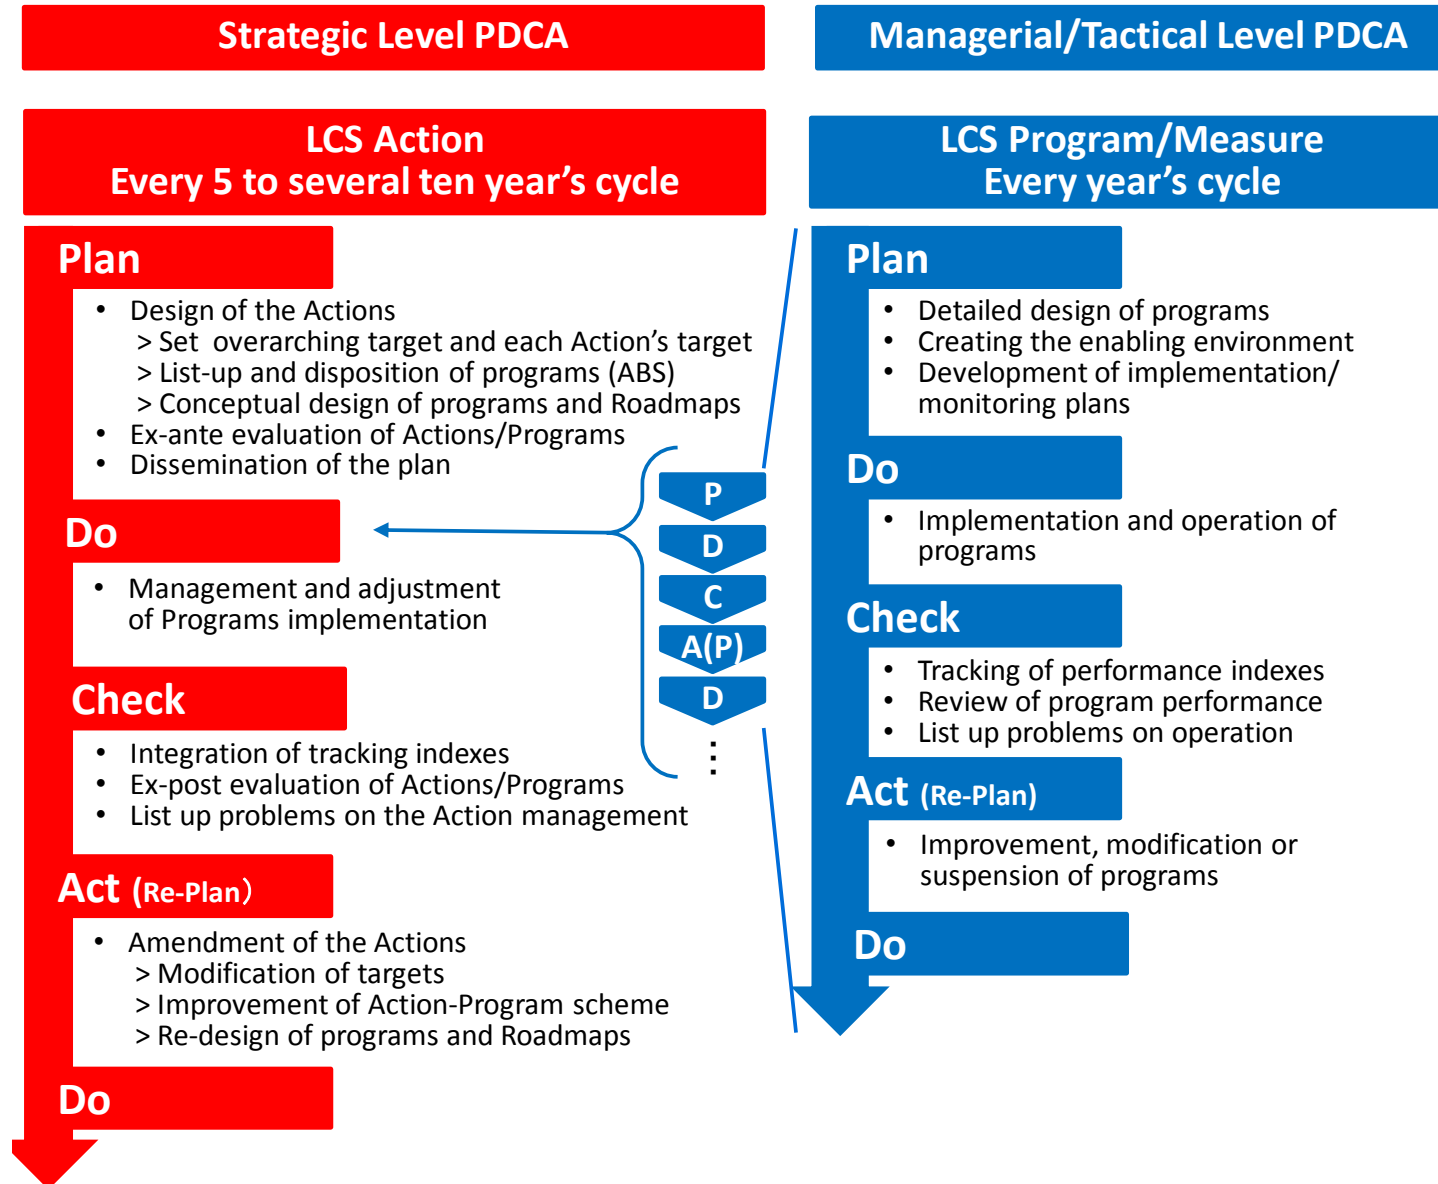 Strategic Level PDCA
LCS Action
Every 5 to several ten year's cycle
Plan
• Design of the Actions
> Set overarching target and each Action's target
> List-up and disposition of programs (ABS)
> Conceptual design of programs and Roadmaps
• Ex-ante evaluation of Actions/Programs
• Dissemination of the plan
Do
• Management and adjustment
of Programs implementation
Check
• Integration of tracking indexes
• Ex-post evaluation of Actions/Programs
• List up problems on the Action management
Act (Re-Plan）
• Amendment of the Actions
> Modification of targets
> Improvement of Action-Program scheme
> Re-design of programs and Roadmaps
Do
P
D
C
A(P)
D
⋮
Managerial/Tactical Level PDCA
LCS Program/Measure
Every year's cycle
Plan
• Detailed design of programs
• Creating the enabling environment
• Development of implementation/
monitoring plans
Do
• Implementation and operation of
programs
Check
• Tracking of performance indexes
• Review of program performance
• List up problems on operation
Act (Re-Plan)
• Improvement, modification or
suspension of programs
Do